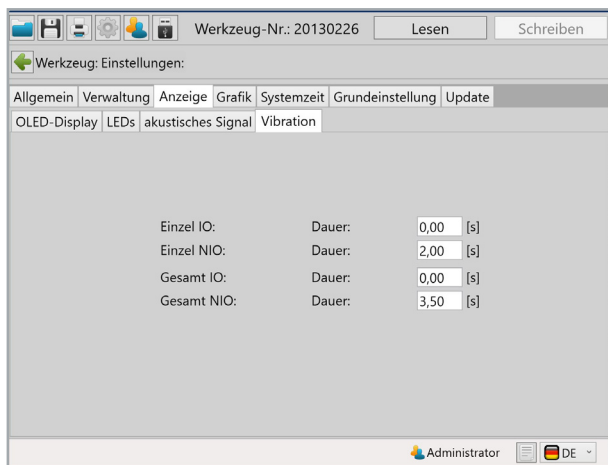 Werkzeug-Nr.: 20130226 Lesen Schreiben
Werkzeug: Einstellungen:
Allgemein Verwaltung Anzeige Grafik Systemzeit Grundeinstellung Update
OLED-Display LEDs akustisches Signal Vibration
Einzel IO: Dauer: 0,00 [s]
Einzel NIO: Dauer: 2,00 [s]
Gesamt IO: Dauer: 0,00 [s]
Gesamt NIO: Dauer: 3,50 [s]
Administrator DE